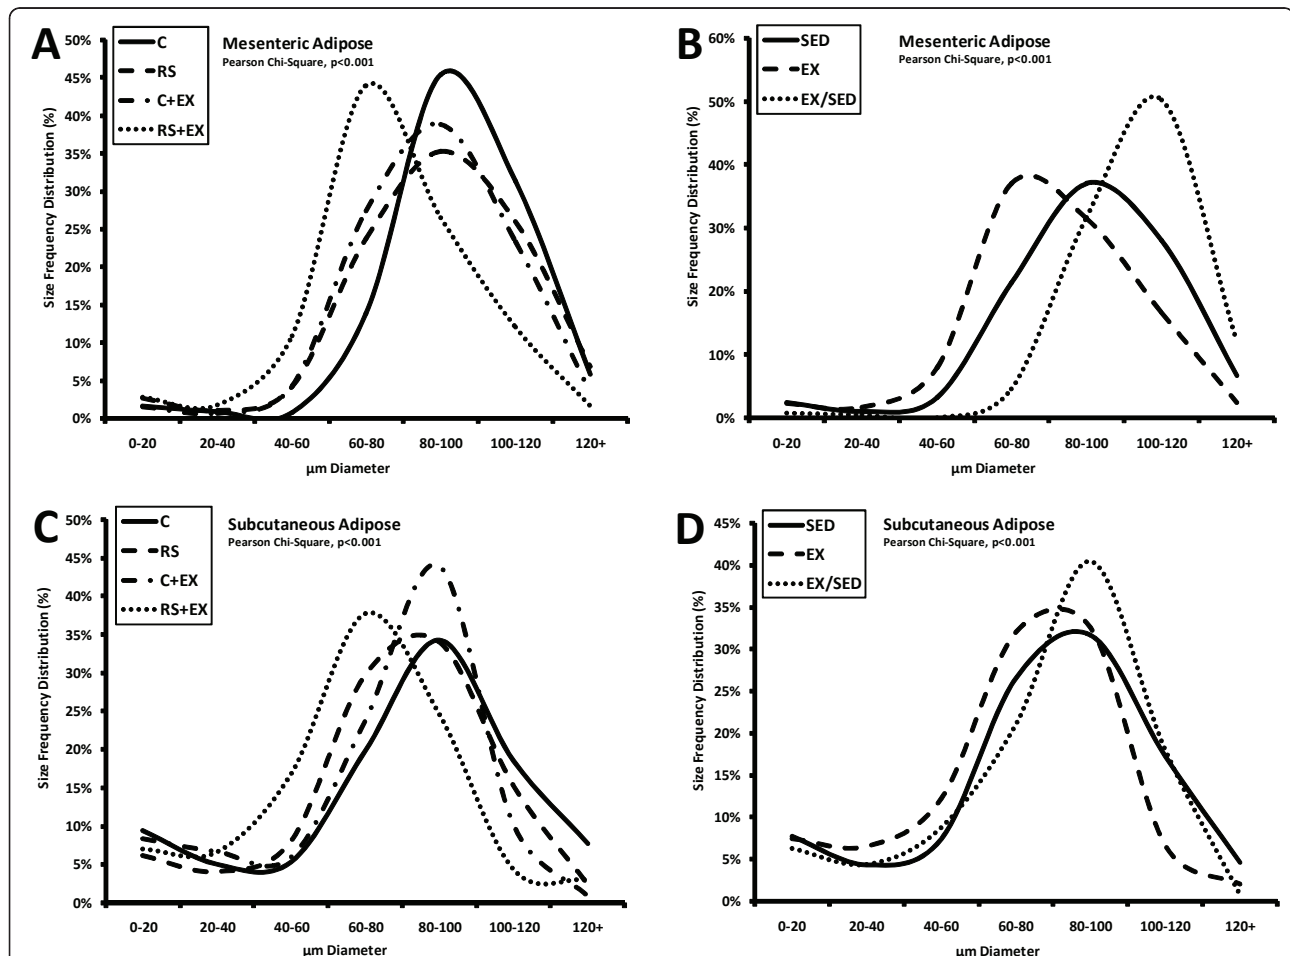 A
Mesenteric Adipose
Pearson Chi-Square, p<0.001
C
RS
C+EX
RS+EX
Size Frequency Distribution (%)
50%
45%
40%
35%
30%
25%
20%
15%
10%
5%
0%
0-20 20-40 40-60 60-80 80-100 100-120 120+
µm Diameter
B
Mesenteric Adipose
Pearson Chi-Square, p<0.001
SED
EX
EX/SED
Size Frequency Distribution (%)
60%
50%
40%
30%
20%
10%
0%
0-20 20-40 40-60 60-80 80-100 100-120 120+
µm Diameter
C
Subcutaneous Adipose
Pearson Chi-Square, p<0.001
C
RS
C+EX
RS+EX
Size Frequency Distribution (%)
50%
45%
40%
35%
30%
25%
20%
15%
10%
5%
0%
0-20 20-40 40-60 60-80 80-100 100-120 120+
µm Diameter
D
Subcutaneous Adipose
Pearson Chi-Square, p<0.001
SED
EX
EX/SED
Size Frequency Distribution (%)
45%
40%
35%
30%
25%
20%
15%
10%
5%
0%
0-20 20-40 40-60 60-80 80-100 100-120 120+
µm Diameter